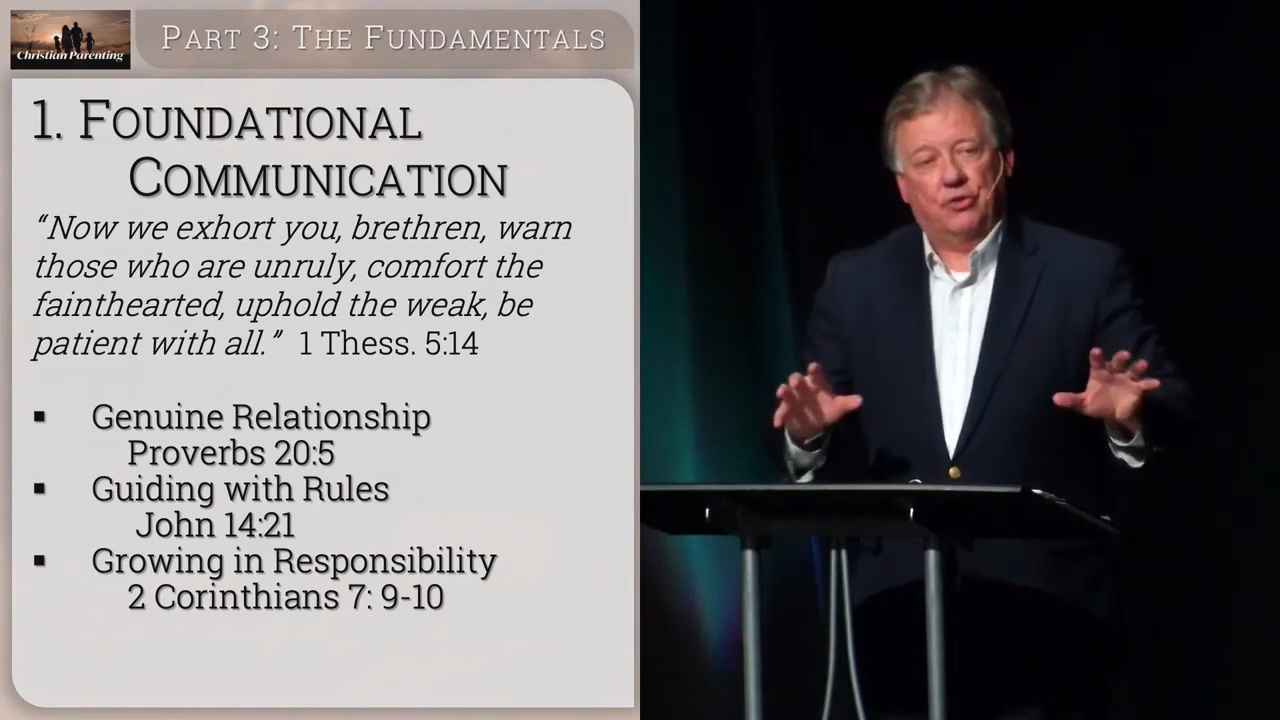 Christian Parenting
Part 3: The Fundamentals
1. Foundational
Communication
“Now we exhort you, brethren, warn
those who are unruly, comfort the
fainthearted, uphold the weak, be
patient with all.” 1 Thess. 5:14
▪ Genuine Relationship
Proverbs 20:5
▪ Guiding with Rules
John 14:21
▪ Growing in Responsibility
2 Corinthians 7: 9-10